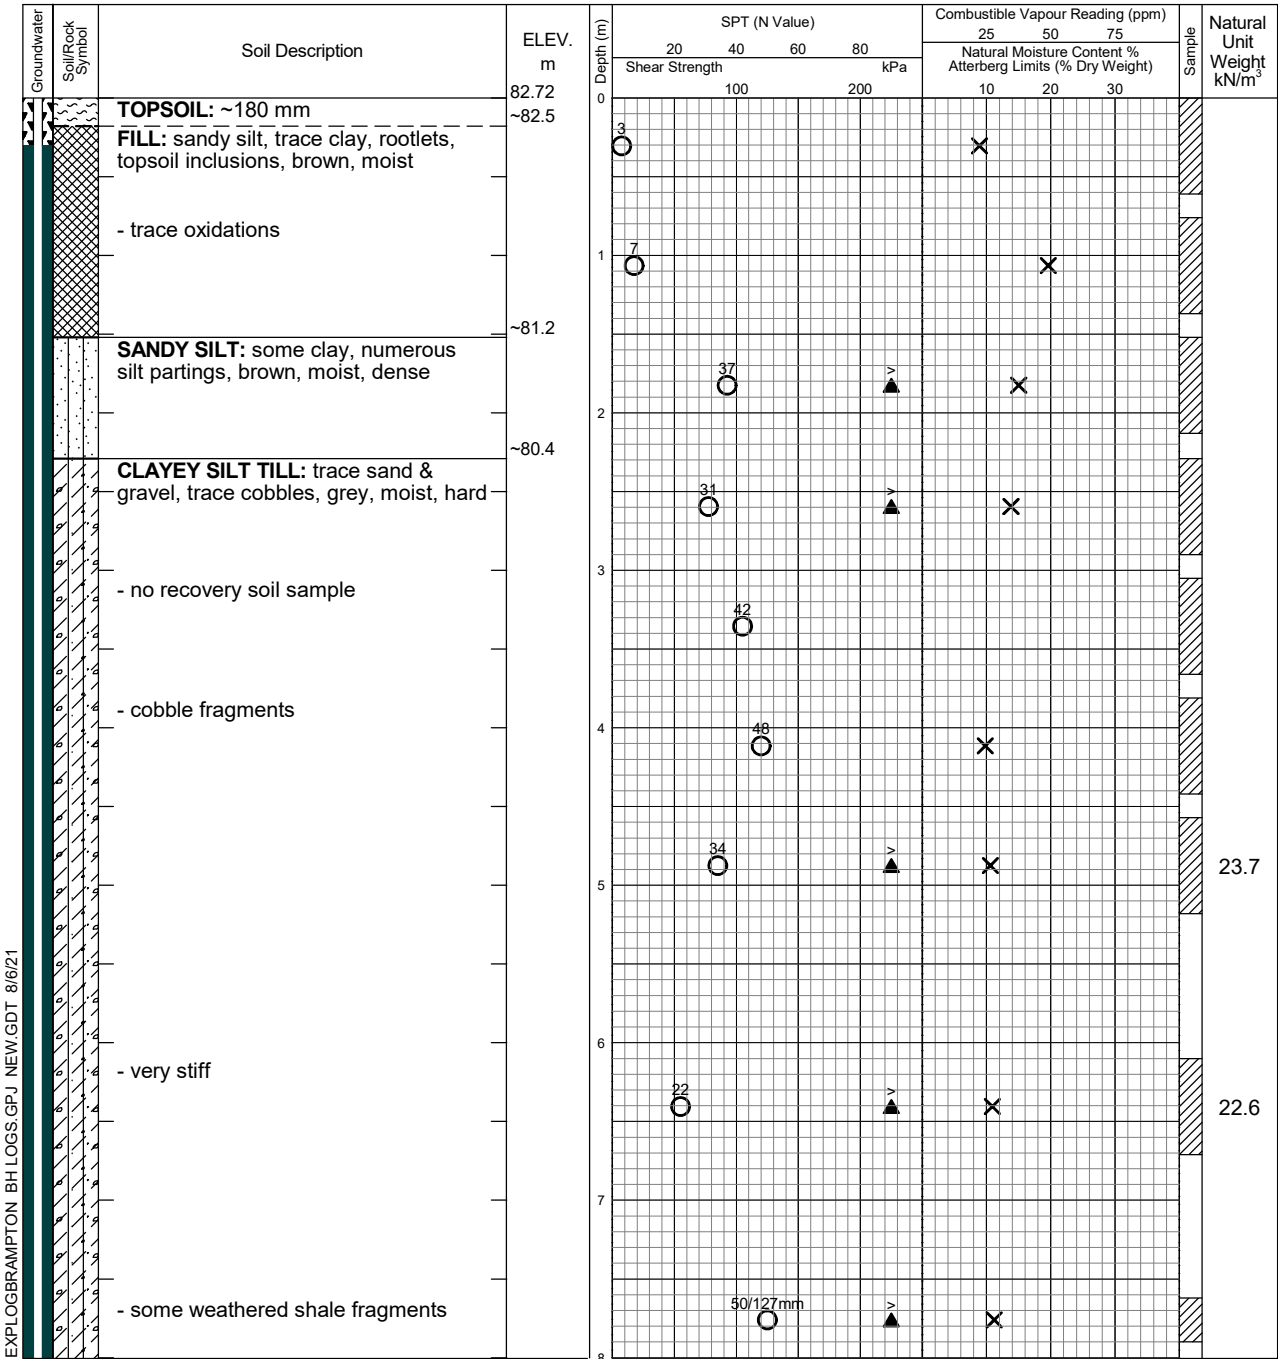 Groundwater
Soil/Rock
Symbol
Soil Description
ELEV.
m
Depth (m)
SPT (N Value)
20 40 60 80
Shear Strength kPa
100 200
Combustible Vapour Reading (ppm)
25 50 75
Natural Moisture Content %
Atterberg Limits (% Dry Weight)
10 20 30
Sample
Natural
Unit
Weight
kN/m³
82.72
0
TOPSOIL: ~180 mm
~82.5
FILL: sandy silt, trace clay, rootlets,
topsoil inclusions, brown, moist
3
- trace oxidations
7
1
~81.2
SANDY SILT: some clay, numerous
silt partings, brown, moist, dense
37
>
2
~80.4
CLAYEY SILT TILL: trace sand &
gravel, trace cobbles, grey, moist, hard
31
>
3
- no recovery soil sample
42
- cobble fragments
4
48
34
>
23.7
5
6
- very stiff
22
>
22.6
7
- some weathered shale fragments
50/127mm
>
8
EXPLOGBRAMPTON BH LOGS.GPJ NEW.GDT 8/6/21